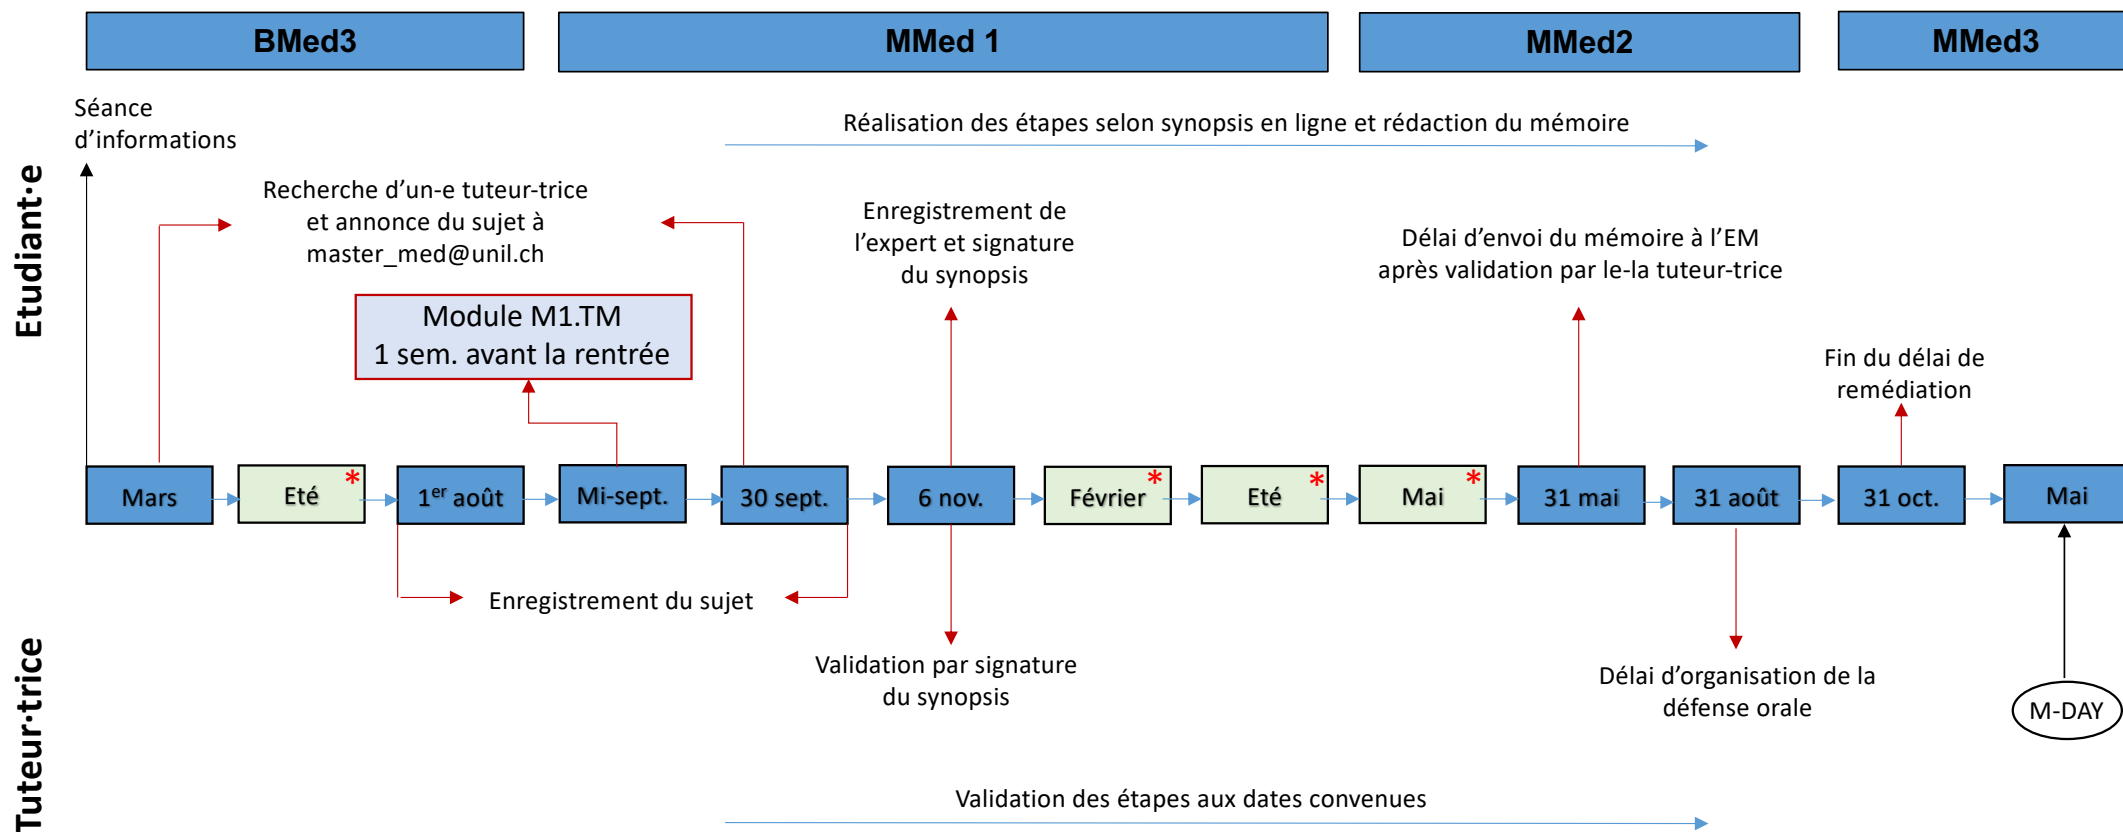 BMed3
MMed 1
MMed2
MMed3
Etudiant·e
Séance
d’informations
Réalisation des étapes selon synopsis en ligne et rédaction du mémoire
Recherche d’un-e tuteur-trice
et annonce du sujet à
master_med@unil.ch
Enregistrement de
l’expert et signature
du synopsis
Délai d’envoi du mémoire à l’EM
après validation par le-la tuteur-trice
Module M1.TM
1 sem. avant la rentrée
Fin du délai de
remédiation
Mars
Eté *
1er août
Mi-sept.
30 sept.
6 nov.
Février *
Eté *
Mai *
31 mai
31 août
31 oct.
Mai
Tuteur·trice
Enregistrement du sujet
Validation par signature
du synopsis
Délai d’organisation de la
défense orale
M-DAY
Validation des étapes aux dates convenues